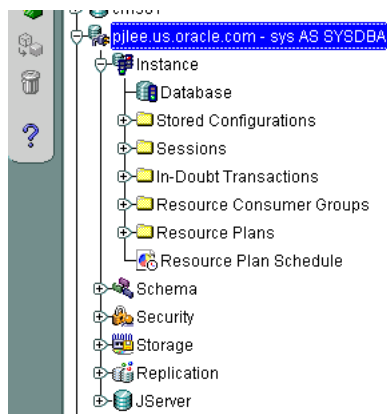 pjlee.us.oracle.com - sys AS SYSDBA
Instance
Database
Stored Configurations
Sessions
In-Doubt Transactions
Resource Consumer Groups
Resource Plans
Resource Plan Schedule
Schema
Security
Storage
Replication
JServer